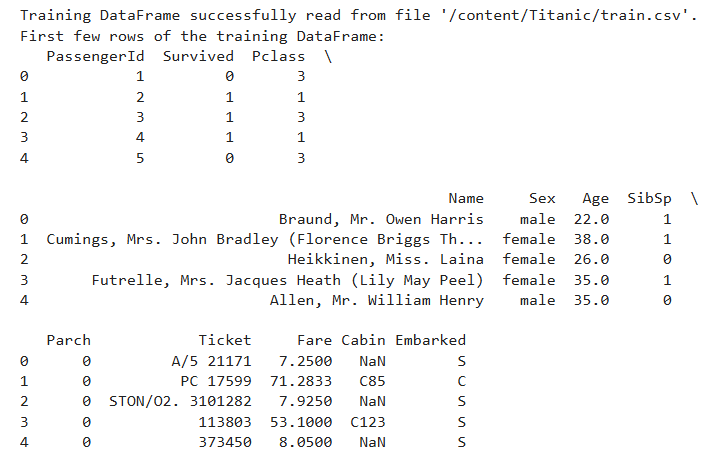 Training DataFrame successfully read from file '/content/Titanic/train.csv'.
First few rows of the training DataFrame:
   PassengerId  Survived  Pclass  \
0            1         0       3
1            2         1       1
2            3         1       3
3            4         1       1
4            5         0       3

                                                Name     Sex   Age  SibSp  \
0                            Braund, Mr. Owen Harris    male  22.0      1
1  Cumings, Mrs. John Bradley (Florence Briggs Th...  female  38.0      1
2                             Heikkinen, Miss. Laina  female  26.0      0
3       Futrelle, Mrs. Jacques Heath (Lily May Peel)  female  35.0      1
4                           Allen, Mr. William Henry    male  35.0      0

   Parch            Ticket     Fare Cabin Embarked
0      0         A/5 21171   7.2500   NaN        S
1      0          PC 17599  71.2833   C85        C
2      0  STON/O2. 3101282   7.9250   NaN        S
3      0            113803  53.1000  C123        S
4      0            373450   8.0500   NaN        S